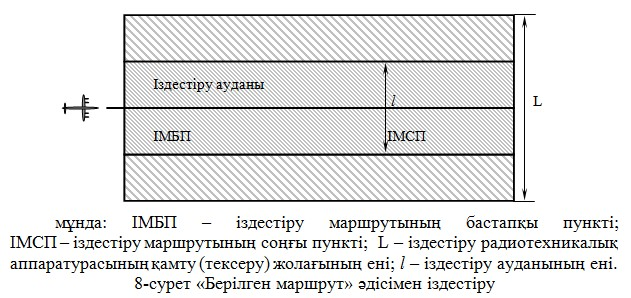 Іздестіру ауданы
l
L
ІМБП
ІМСП
мұнда: ІМБП – іздестіру маршрутының бастапқы пункті;
ІМСП – іздестіру маршрутының соңғы пункті; L – іздестіру радиотехникалық
аппаратурасының қамту (тексеру) жолағының ені; l – іздестіру ауданының ені.
8-сурет «Берілген маршрут» әдісімен іздестіру